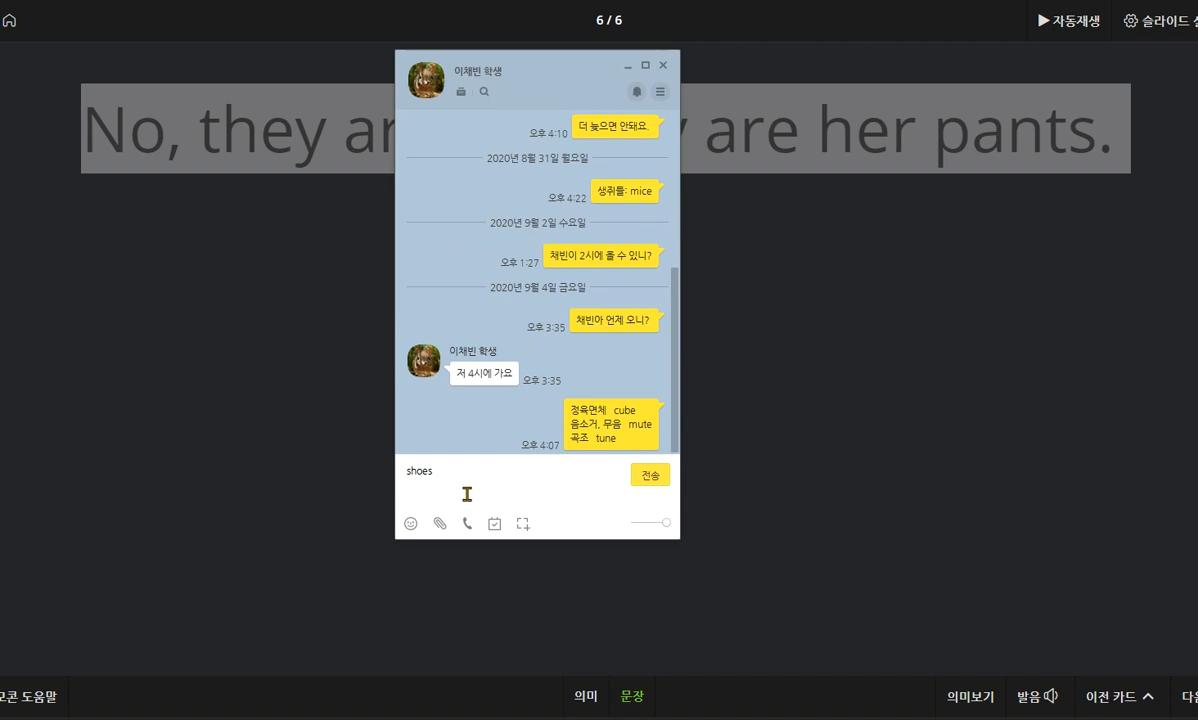 6 / 6
▶ 자동재생
슬라이드
No, they ar
y are her pants.
이채빈 학생
더 늦으면 안돼요.
오후 4:10
2020년 8월 31일 월요일
생쥐들: mice
오후 4:22
2020년 9월 2일 수요일
채빈이 2시에 올 수 있니?
오후 1:27
2020년 9월 4일 금요일
채빈아 언제 오니?
오후 3:35
이채빈 학생
저 4시에 가요
오후 3:35
정육면체 cube
음소거, 무음 mute
곡조 tune
오후 4:07
shoes
전송
도움말
의미
문장
의미보기
발음
이전 카드